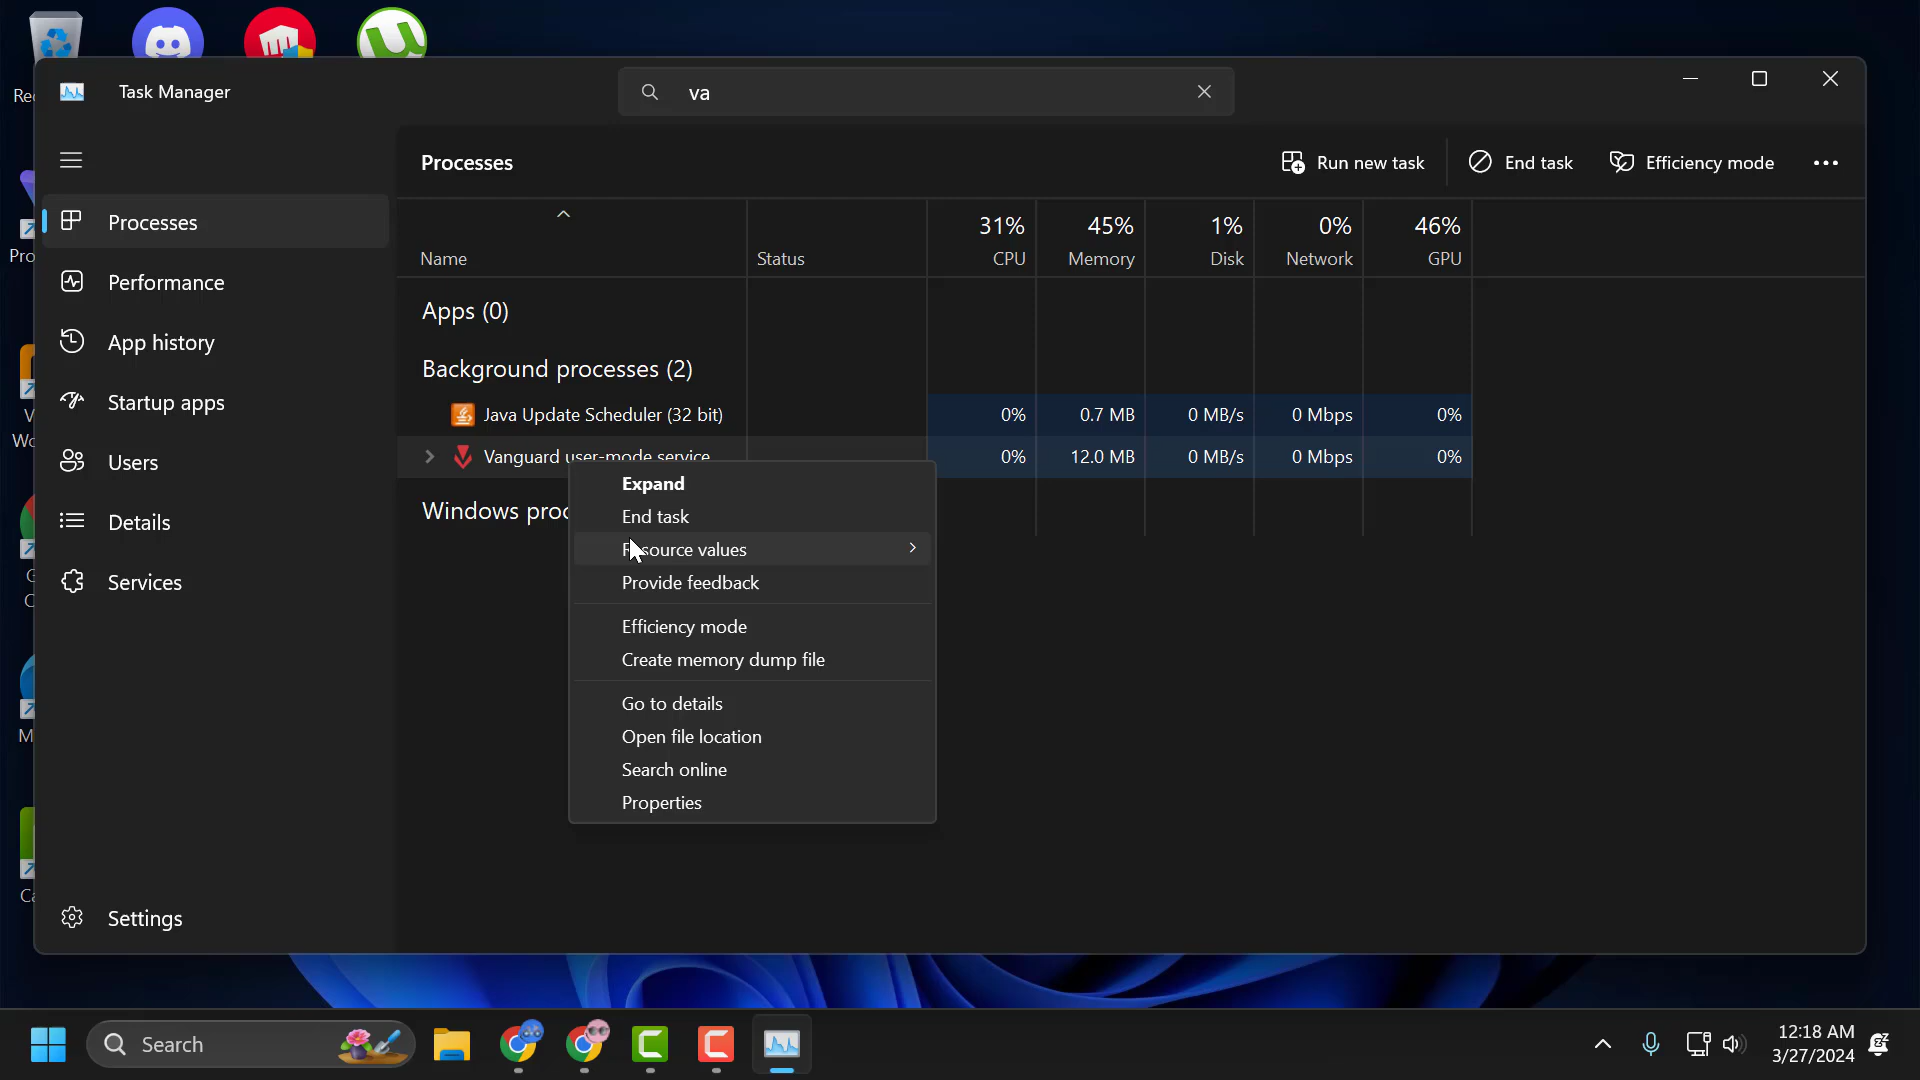 Task Manager
va
Processes
Run new task
End task
Efficiency mode
Processes
Performance
App history
Startup apps
Users
Details
Services
Settings
31% 45% 1% 0% 46%
Name Status CPU Memory Disk Network GPU
Apps (0)
Background processes (2)
Java Update Scheduler (32 bit) 0% 0.7 MB 0 MB/s 0 Mbps 0%
Vanguard user-mode service 0% 12.0 MB 0 MB/s 0 Mbps 0%
Windows proc
Expand
End task
Resource values
Provide feedback
Efficiency mode
Create memory dump file
Go to details
Open file location
Search online
Properties
Search
12:18 AM
3/27/2024